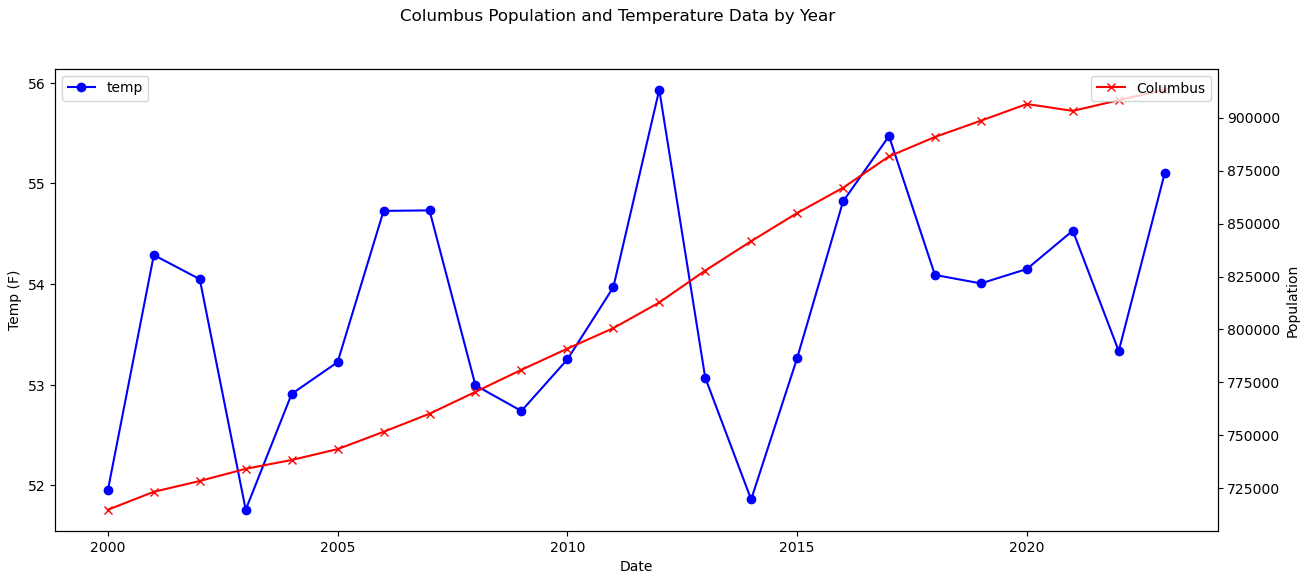 Columbus Population and Temperature Data by Year
temp
Columbus
56
55
54
53
52
Temp (F)
900000
875000
850000
825000
800000
775000
750000
725000
Population
2000 2005 2010 2015 2020
Date